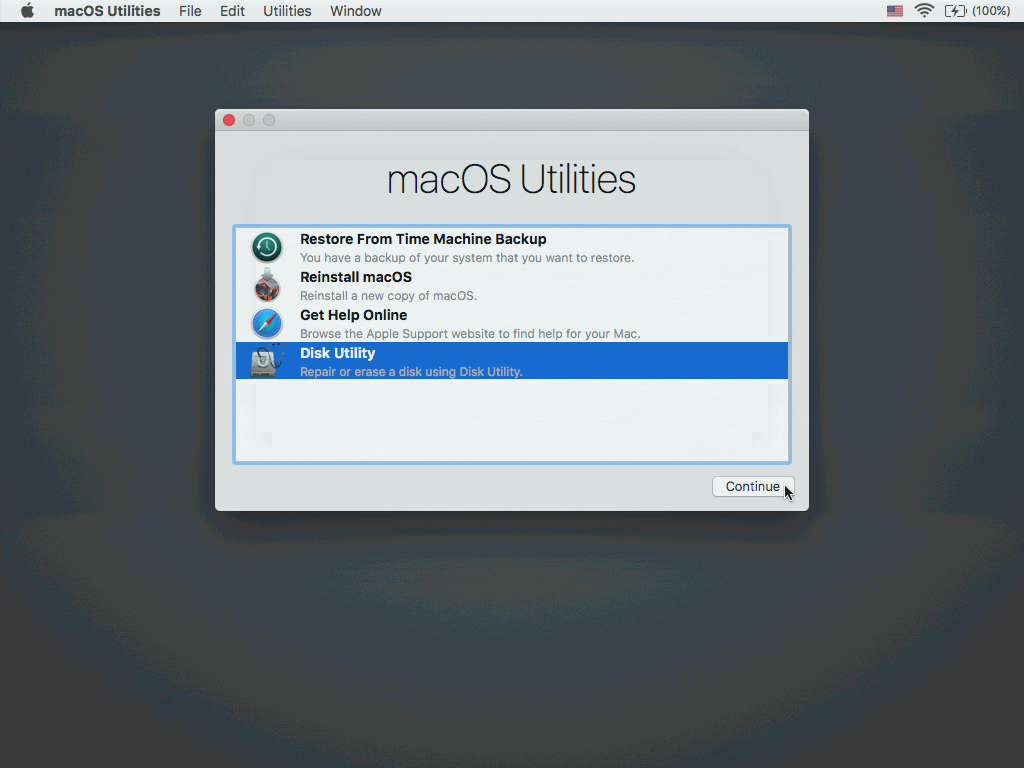 macOS Utilities File Edit Utilities Window (100%)
macOS Utilities
Restore From Time Machine Backup
You have a backup of your system that you want to restore.
Reinstall macOS
Reinstall a new copy of macOS.
Get Help Online
Browse the Apple Support website to find help for your Mac.
Disk Utility
Repair or erase a disk using Disk Utility.
Continue